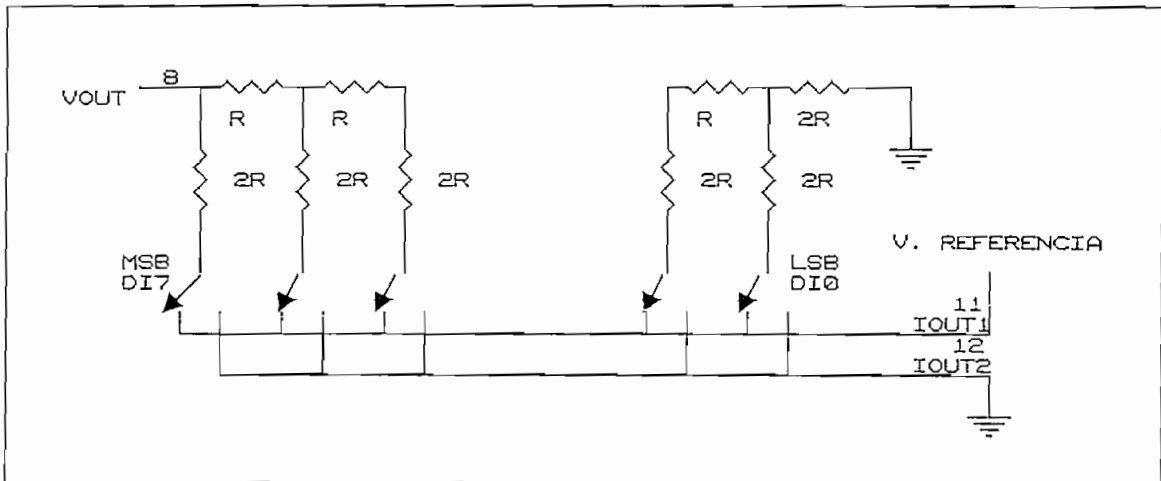 8
VOUT
R R R 2R
2R 2R 2R 2R 2R
V. REFERENCIA
MSB
DI7
LSB
DI0
11
IOUT1
12
IOUT2